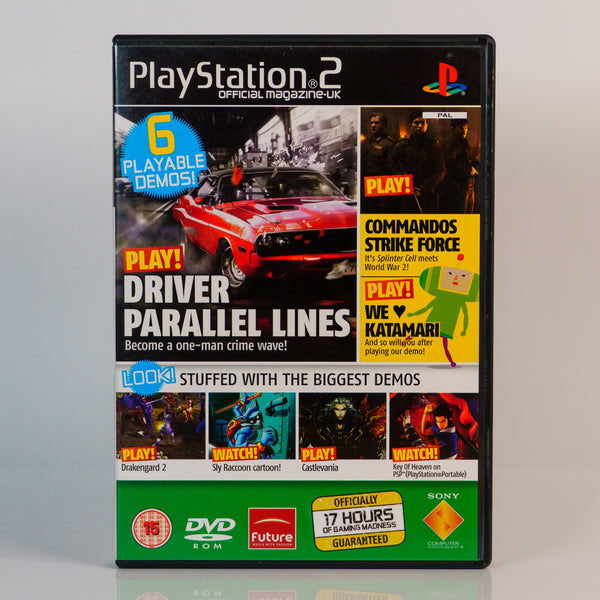 PlayStation®2
OFFICIAL MAGAZINE-UK
PAL
6
PLAYABLE
DEMOS!
PLAY!
DRIVER
PARALLEL LINES
Become a one-man crime wave!
PLAY!
COMMANDOS
STRIKE FORCE
It's Splinter Cell meets
World War 2!
PLAY!
WE ♥
KATAMARI
And so will you after
playing our demo!
LOOK! STUFFED WITH THE BIGGEST DEMOS
PLAY!
Drakengard 2
WATCH!
Sly Raccoon cartoon!
PLAY!
Castlevania
WATCH!
Key Of Heaven on
PSP™(PlayStation®Portable)
15
DVD
ROM
Future
MEDIA WITH PASSION
OFFICIALLY
17 HOURS
OF GAMING MADNESS
GUARANTEED
SONY
COMPUTER
ENTERTAINMENT®